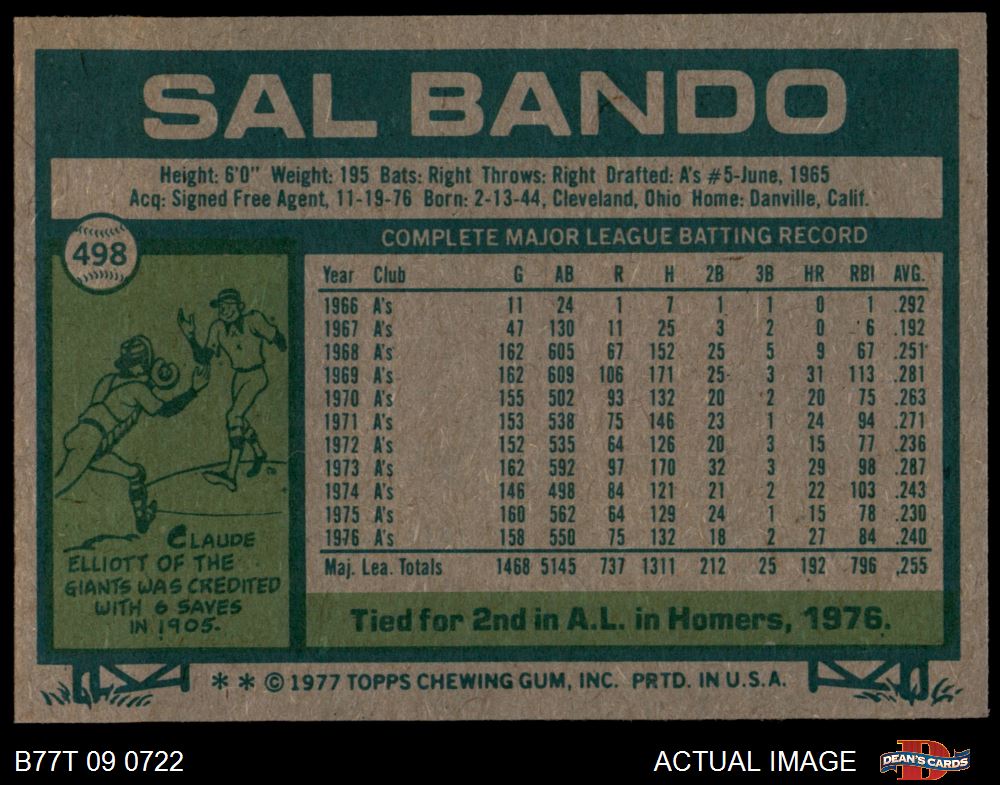 SAL BANDO
Height: 6'0" Weight: 195 Bats: Right Throws: Right Drafted: A's #5-June, 1965
Acq: Signed Free Agent, 11-19-76 Born: 2-13-44, Cleveland, Ohio Home: Danville, Calif.
498
COMPLETE MAJOR LEAGUE BATTING RECORD
Year Club G AB R H 2B 3B HR RBI AVG.
1966 A's 11 24 1 7 1 1 0 1 .292
1967 A's 47 130 11 25 3 2 0 6 .192
1968 A's 162 605 67 152 25 5 9 67 .251
1969 A's 162 609 106 171 25 3 31 113 .281
1970 A's 155 502 93 132 20 2 20 75 .263
1971 A's 153 538 75 146 23 1 24 94 .271
1972 A's 152 535 64 126 20 3 15 77 .236
1973 A's 162 592 97 170 32 3 29 98 .287
1974 A's 146 498 84 121 21 2 22 103 .243
1975 A's 160 562 64 129 24 1 15 78 .230
1976 A's 158 550 75 132 18 2 27 84 .240
Maj. Lea. Totals 1468 5145 737 1311 212 25 192 796 .255
CLAUDE
ELLIOTT OF THE
GIANTS WAS CREDITED
WITH 6 SAVES
IN 1905.
Tied for 2nd in A.L. in Homers, 1976.
* * © 1977 TOPPS CHEWING GUM, INC. PRTD. IN U.S.A.
B77T 09 0722
ACTUAL IMAGE
D
DEAN'S CARDS